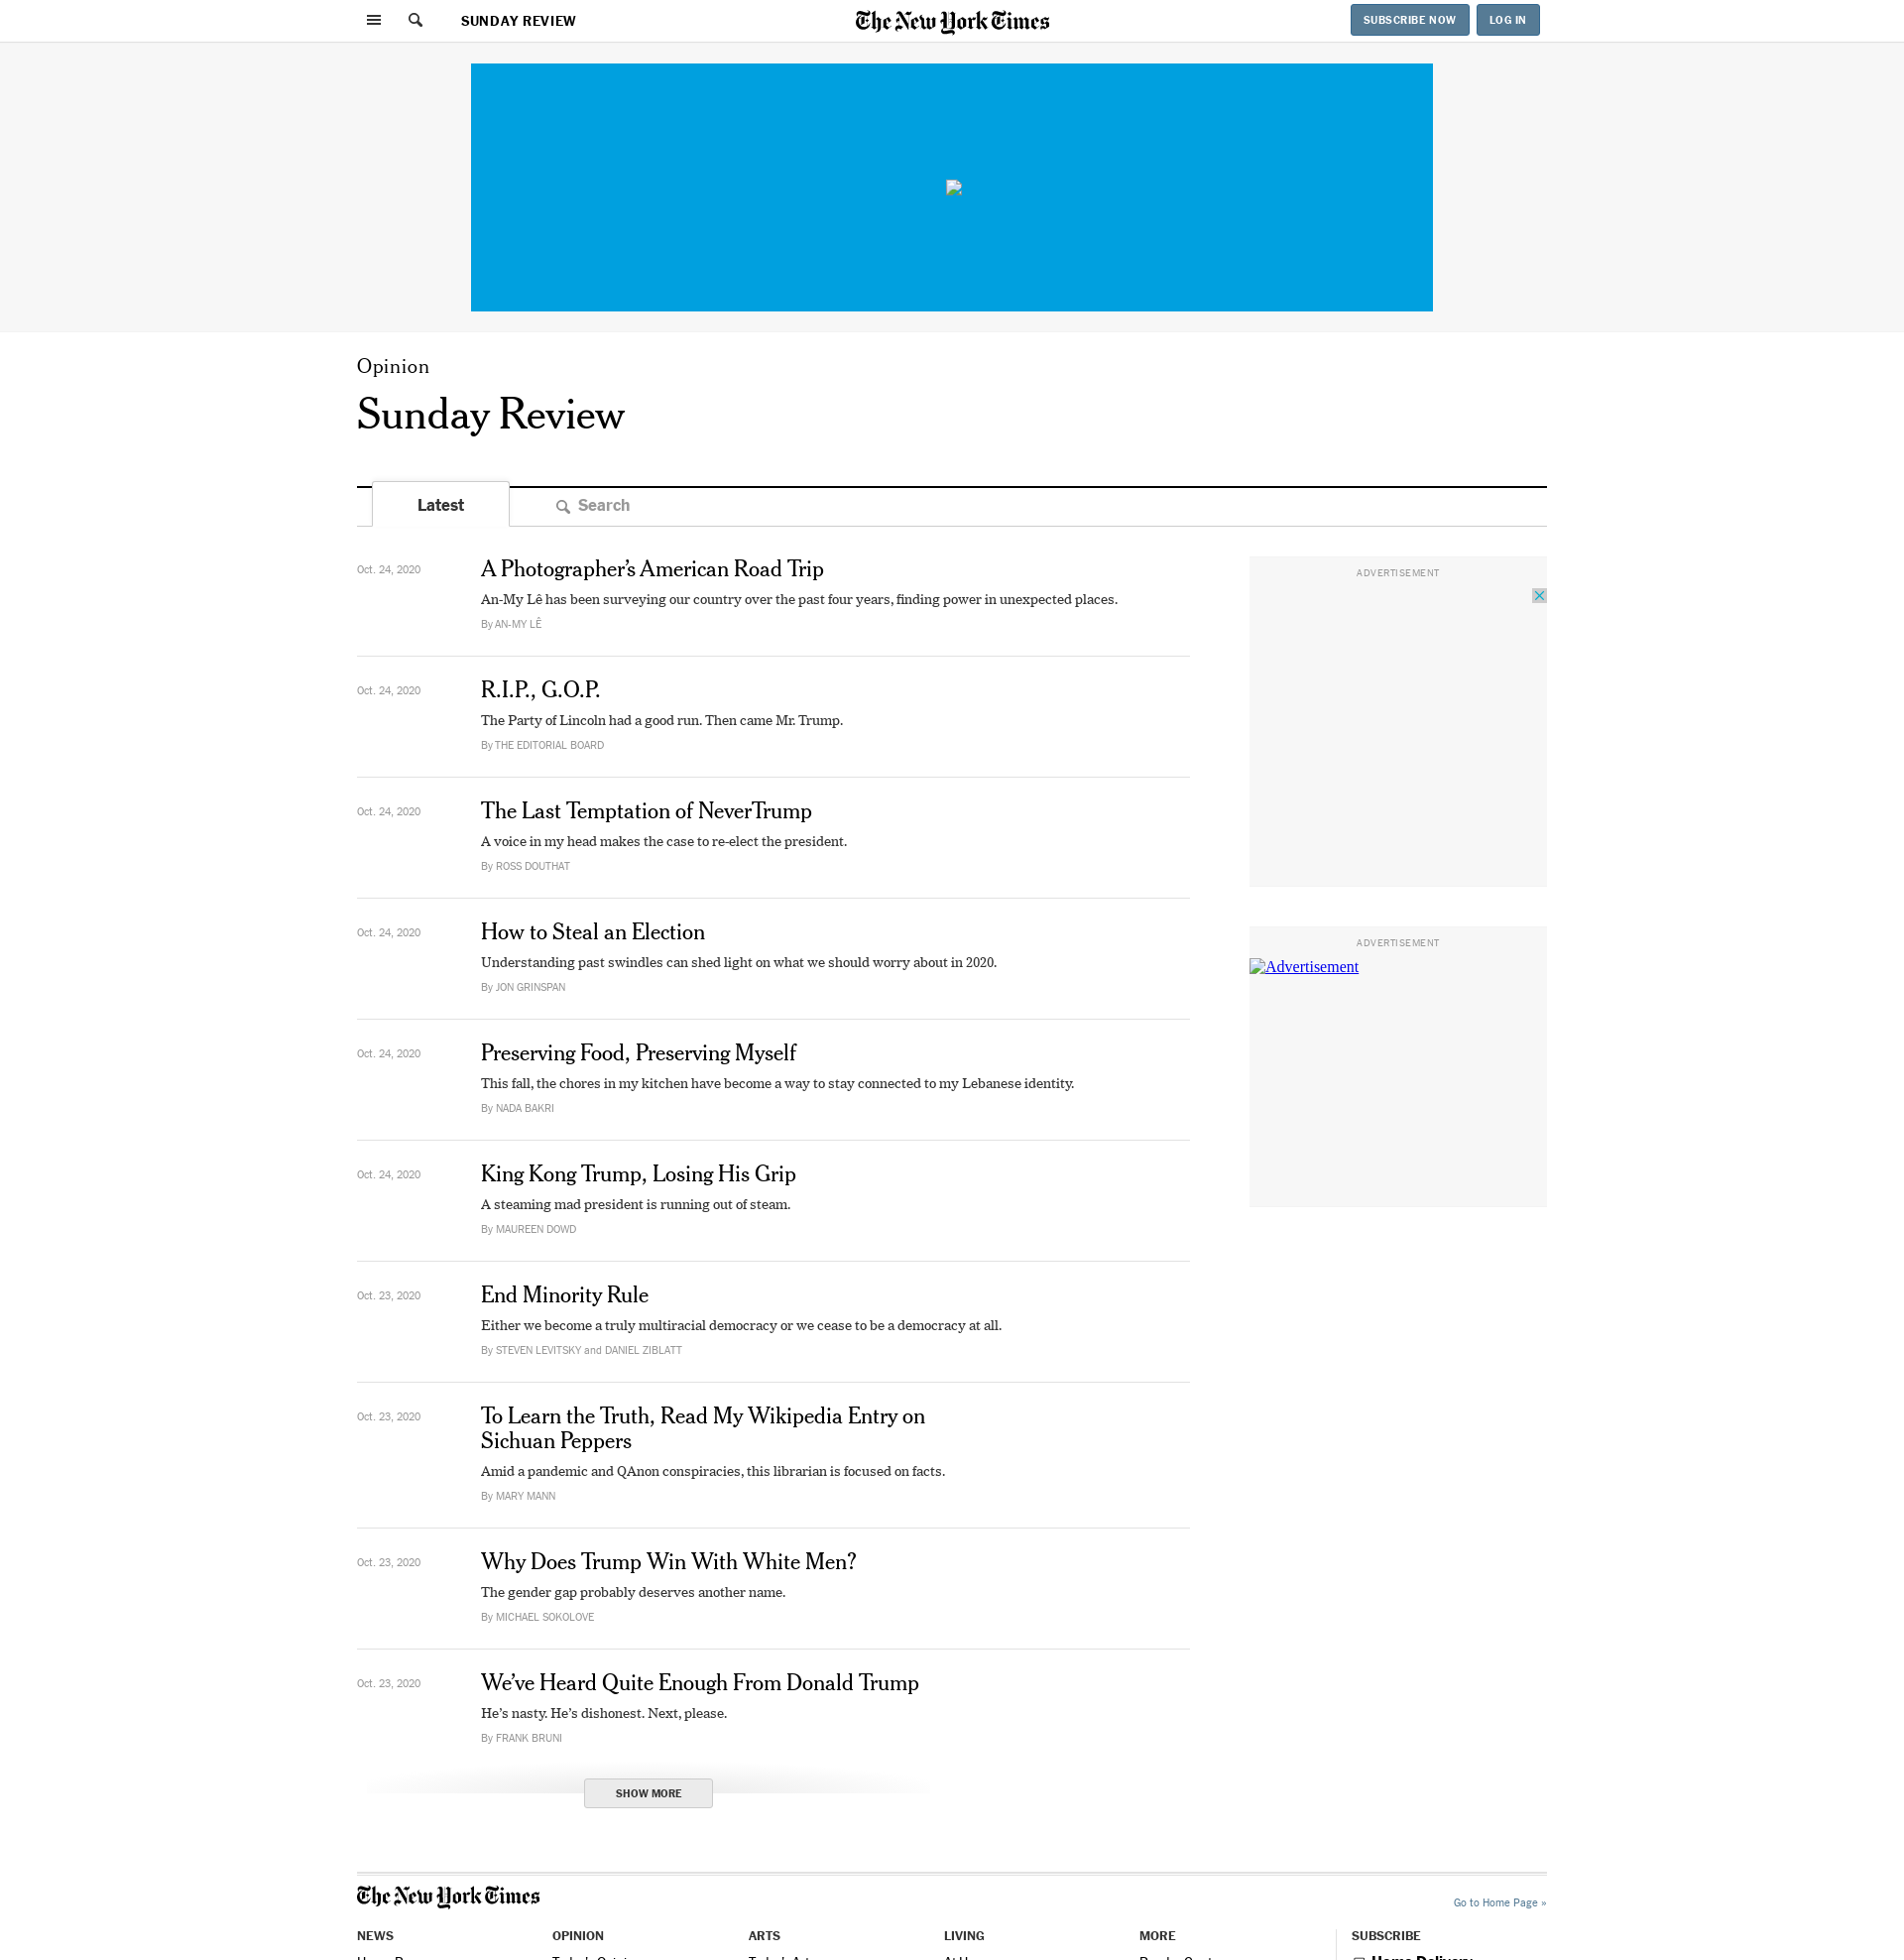 SUNDAY REVIEW
The New York Times
SUBSCRIBE NOW
LOG IN
Opinion
Sunday Review
Latest
Search
Oct. 24, 2020
A Photographer’s American Road Trip
An-My Lê has been surveying our country over the past four years, finding power in unexpected places.
By AN-MY LÊ
Oct. 24, 2020
R.I.P., G.O.P.
The Party of Lincoln had a good run. Then came Mr. Trump.
By THE EDITORIAL BOARD
Oct. 24, 2020
The Last Temptation of NeverTrump
A voice in my head makes the case to re-elect the president.
By ROSS DOUTHAT
Oct. 24, 2020
How to Steal an Election
Understanding past swindles can shed light on what we should worry about in 2020.
By JON GRINSPAN
Oct. 24, 2020
Preserving Food, Preserving Myself
This fall, the chores in my kitchen have become a way to stay connected to my Lebanese identity.
By NADA BAKRI
Oct. 24, 2020
King Kong Trump, Losing His Grip
A steaming mad president is running out of steam.
By MAUREEN DOWD
Oct. 23, 2020
End Minority Rule
Either we become a truly multiracial democracy or we cease to be a democracy at all.
By STEVEN LEVITSKY and DANIEL ZIBLATT
Oct. 23, 2020
To Learn the Truth, Read My Wikipedia Entry on
Sichuan Peppers
Amid a pandemic and QAnon conspiracies, this librarian is focused on facts.
By MARY MANN
Oct. 23, 2020
Why Does Trump Win With White Men?
The gender gap probably deserves another name.
By MICHAEL SOKOLOVE
Oct. 23, 2020
We’ve Heard Quite Enough From Donald Trump
He’s nasty. He’s dishonest. Next, please.
By FRANK BRUNI
SHOW MORE
ADVERTISEMENT
ADVERTISEMENT
Advertisement
The New York Times
Go to Home Page »
NEWS
OPINION
ARTS
LIVING
MORE
SUBSCRIBE
Home Delivery